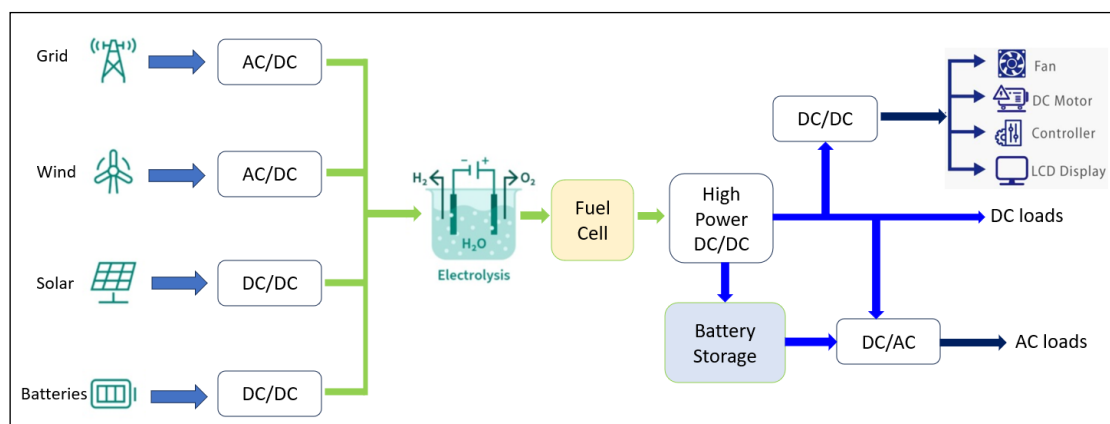 Grid
AC/DC
Wind
AC/DC
Solar
DC/DC
Batteries
DC/DC
H₂
− +
O₂
H₂O
Electrolysis
Fuel
Cell
High
Power
DC/DC
Battery
Storage
DC/DC
Fan
DC Motor
Controller
LCD Display
DC loads
DC/AC
AC loads